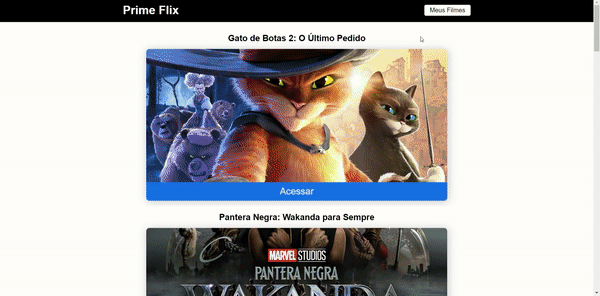 Prime Flix
Meus Filmes
Gato de Botas 2: O Último Pedido
Acessar
Pantera Negra: Wakanda para Sempre
MARVEL STUDIOS
PANTERA NEGRA
WAKANDA